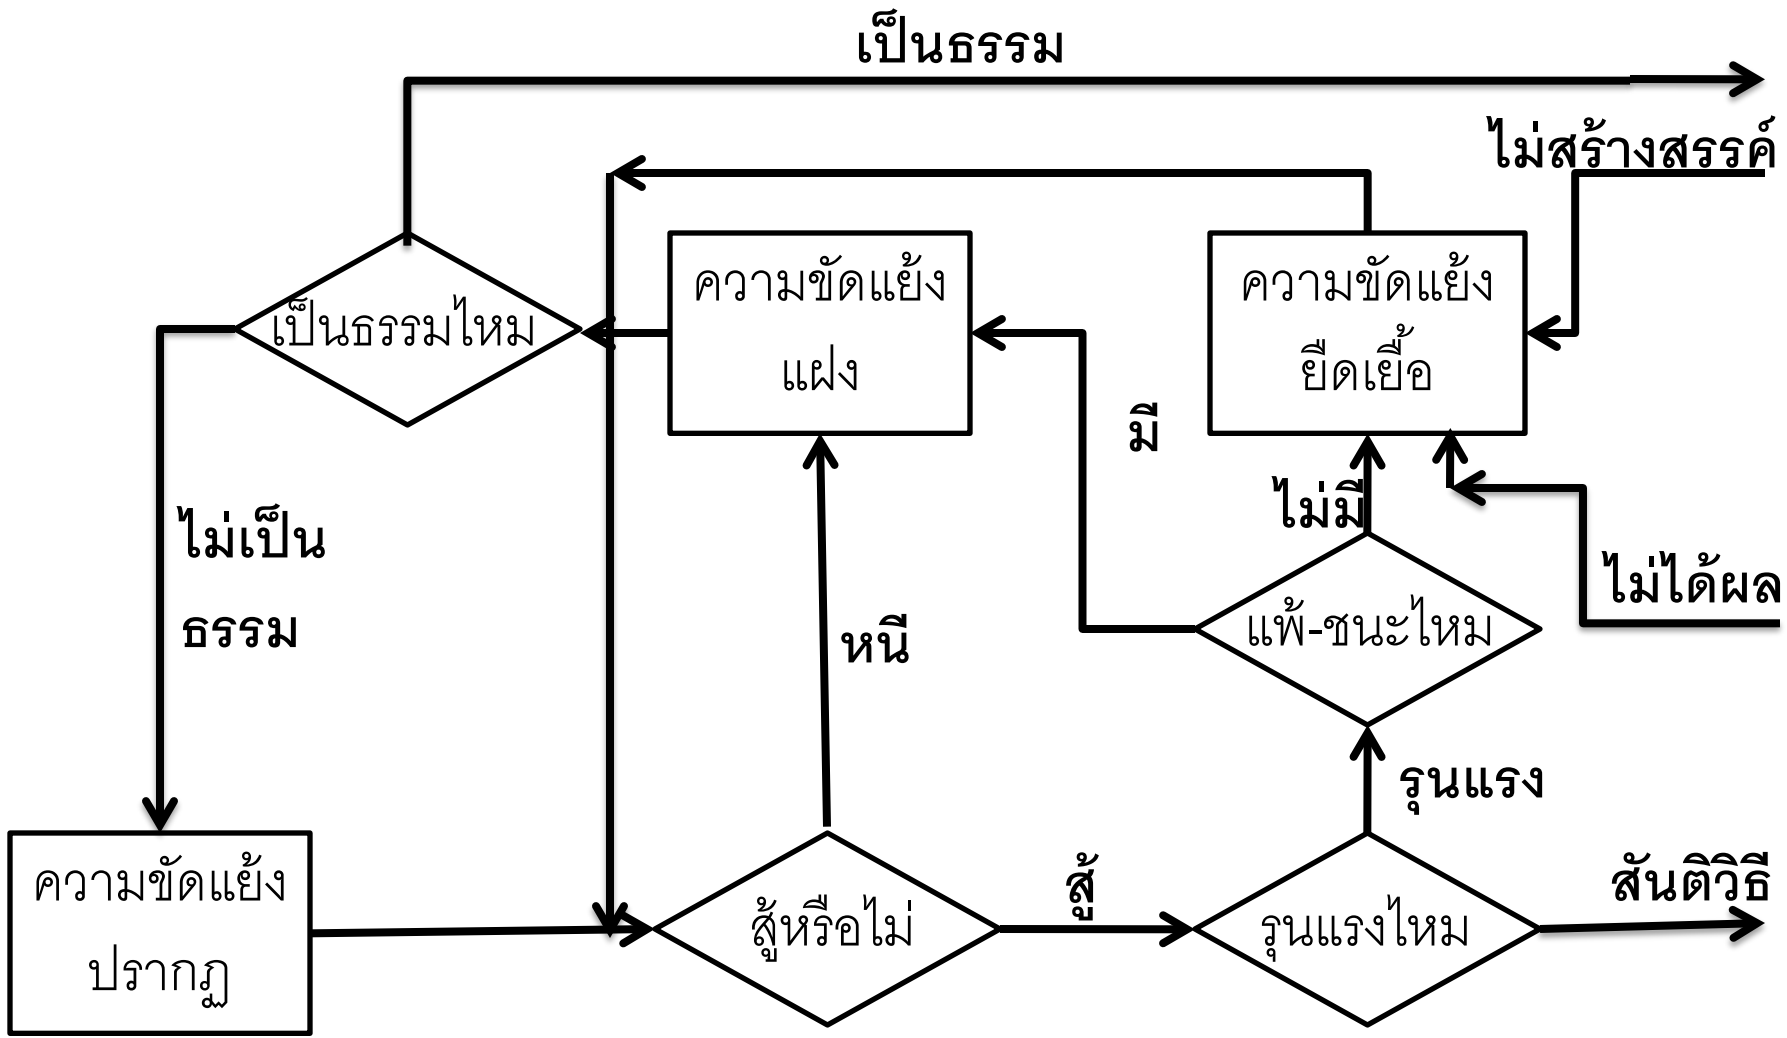 เป็นธรรม
ไม่สร้างสรรค์
ความขัดแย้ง
แฝง
ความขัดแย้ง
ยืดเยื้อ
เป็นธรรมไหม
มี
ไม่มี
ไม่เป็น
ธรรม
ไม่ได้ผล
หนี
แพ้-ชนะไหม
รุนแรง
ความขัดแย้ง
ปรากฏ
สู้หรือไม่
สู้
รุนแรงไหม
สันติวิธี